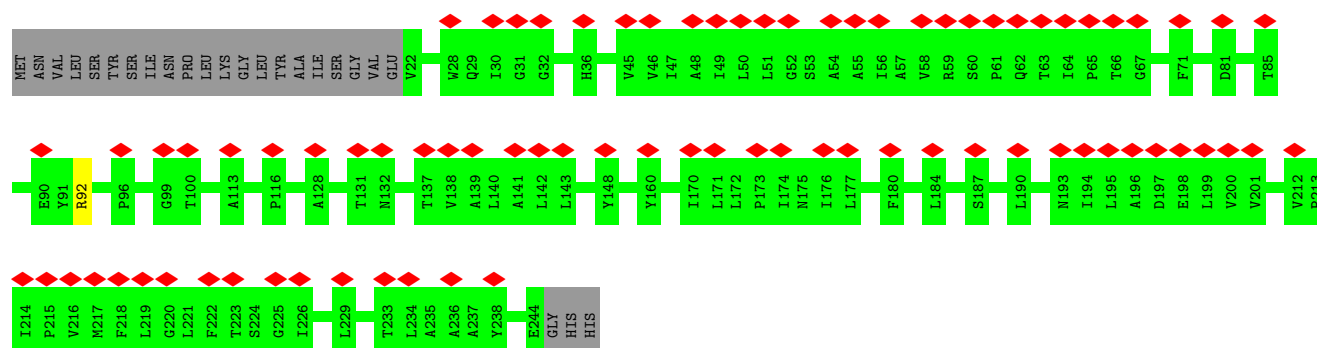 MET ASN VAL LEU SER TYR SER ILE ASN PRO LEU LYS GLY LEU TYR ALA ILE SER GLY VAL GLU V22 W28 Q29 I30 G31 G32 H36 V45 V46 I47 A48 I49 L50 L51 G52 S53 A54 A55 I56 A57 V58 R59 S60 P61 Q62 T63 I64 P65 T66 G67 F71 D81 T85
E90 Y91 R92 P96 G99 T100 A113 P116 A128 T131 N132 T137 V138 A139 L140 A141 L142 L143 Y148 Y160 I170 L171 L172 P173 I174 N175 I176 L177 F180 L184 S187 L190 N193 I194 L195 A196 D197 E198 L199 V200 V201 V212 P213
I214 P215 V216 M217 F218 L219 G220 L221 F222 T223 S224 G225 I226 L229 T233 L234 A235 A236 A237 Y238 E244 GLY HIS HIS